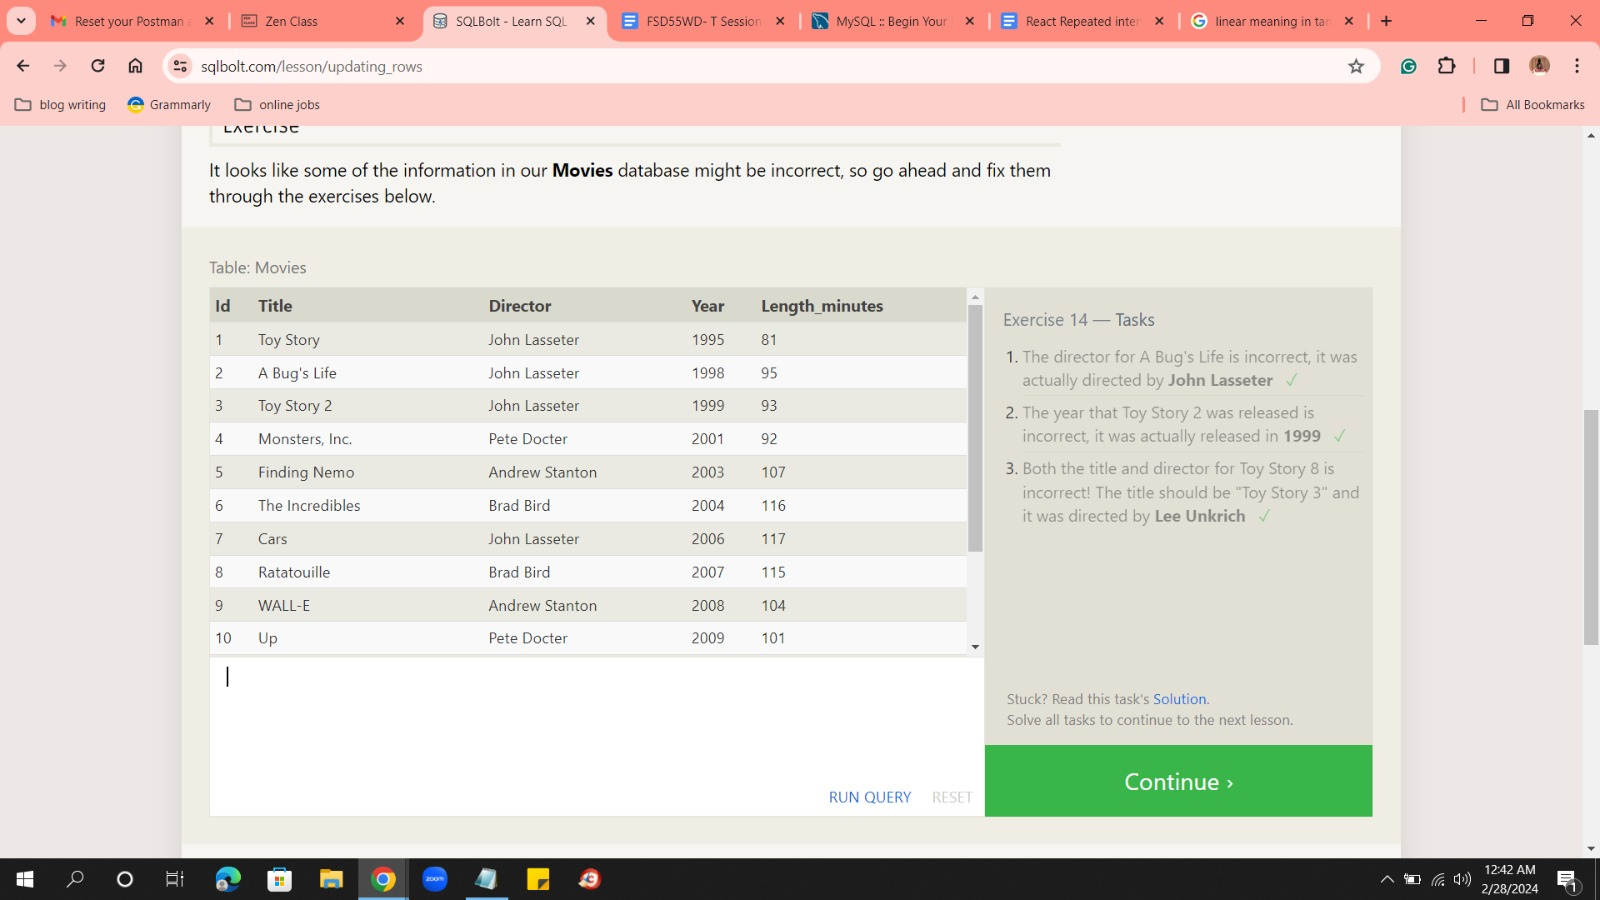 Reset your Postman a
Zen Class
SQLBolt - Learn SQL
FSD55WD- T Session
MySQL :: Begin Your
React Repeated inter
linear meaning in tam
sqlbolt.com/lesson/updating_rows
blog writing
Grammarly
online jobs
All Bookmarks
Exercise
It looks like some of the information in our Movies database might be incorrect, so go ahead and fix them
through the exercises below.
Table: Movies
Id Title Director Year Length_minutes
1 Toy Story John Lasseter 1995 81
2 A Bug's Life John Lasseter 1998 95
3 Toy Story 2 John Lasseter 1999 93
4 Monsters, Inc. Pete Docter 2001 92
5 Finding Nemo Andrew Stanton 2003 107
6 The Incredibles Brad Bird 2004 116
7 Cars John Lasseter 2006 117
8 Ratatouille Brad Bird 2007 115
9 WALL-E Andrew Stanton 2008 104
10 Up Pete Docter 2009 101
RUN QUERY RESET
Exercise 14 — Tasks
1. The director for A Bug's Life is incorrect, it was
actually directed by John Lasseter ✓
2. The year that Toy Story 2 was released is
incorrect, it was actually released in 1999 ✓
3. Both the title and director for Toy Story 8 is
incorrect! The title should be "Toy Story 3" and
it was directed by Lee Unkrich ✓
Stuck? Read this task's Solution.
Solve all tasks to continue to the next lesson.
Continue ›
zoom
12:42 AM
2/28/2024
1